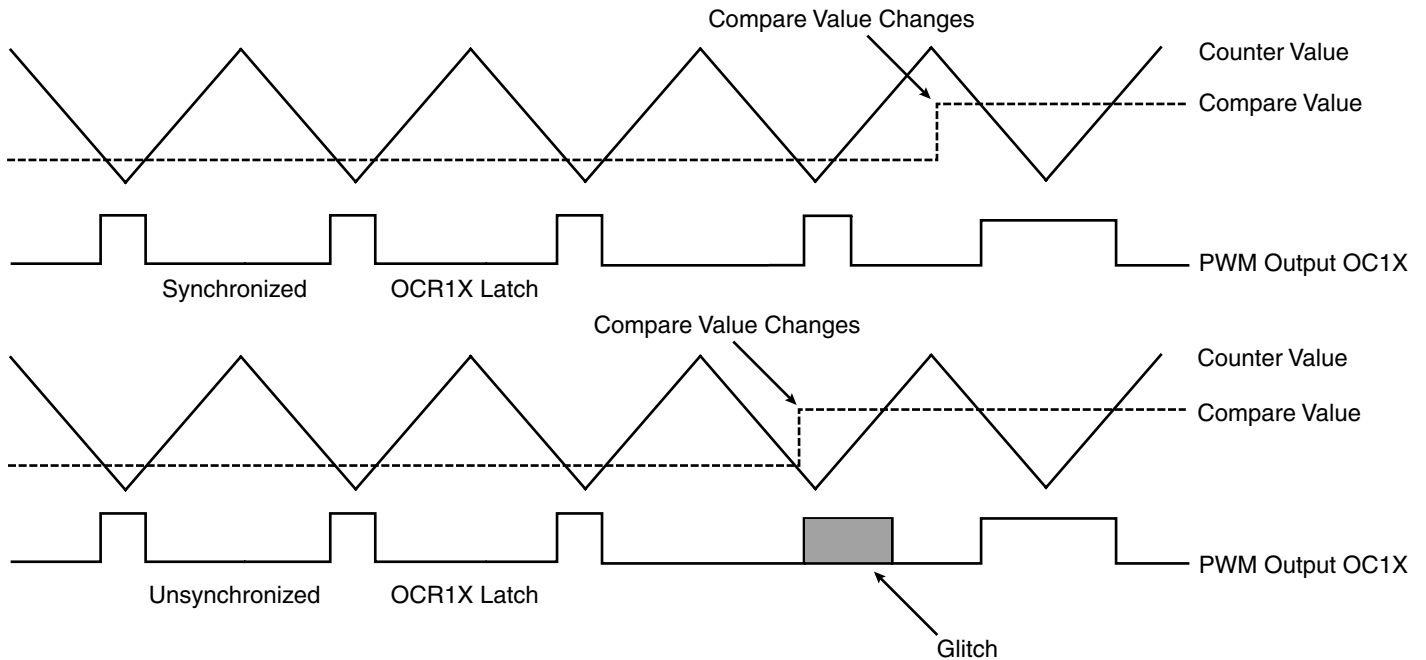 Compare Value Changes
Counter Value
Compare Value
PWM Output OC1X
Synchronized OCR1X Latch
Compare Value Changes
Counter Value
Compare Value
PWM Output OC1X
Unsynchronized OCR1X Latch
Glitch